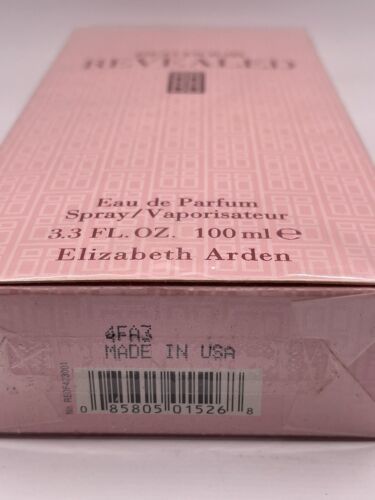 REVEALED
Eau de Parfum
Spray/Vaporisateur
3.3 FL.OZ. 100 ml ℮
Elizabeth Arden
4FA3
MADE IN USA
0 85805 01526 8